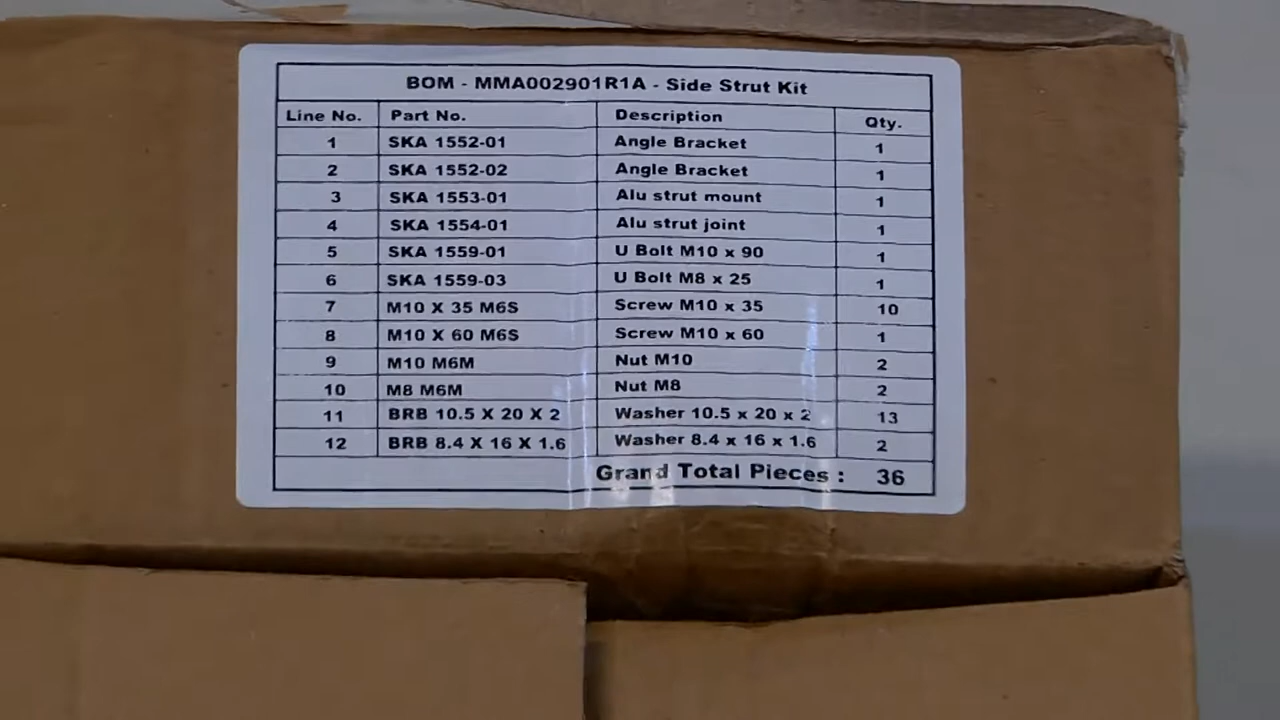 BOM - MMA002901R1A - Side Strut Kit
Line No. Part No. Description Qty.
1 SKA 1552-01 Angle Bracket 1
2 SKA 1552-02 Angle Bracket 1
3 SKA 1553-01 Alu strut mount 1
4 SKA 1554-01 Alu strut joint 1
5 SKA 1559-01 U Bolt M10 x 90 1
6 SKA 1559-03 U Bolt M8 x 25 1
7 M10 X 35 M6S Screw M10 x 35 10
8 M10 X 60 M6S Screw M10 x 60 1
9 M10 M6M Nut M10 2
10 M8 M6M Nut M8 2
11 BRB 10.5 X 20 X 2 Washer 10.5 x 20 x 2 13
12 BRB 8.4 X 16 X 1.6 Washer 8.4 x 16 x 1.6 2
Grand Total Pieces : 36